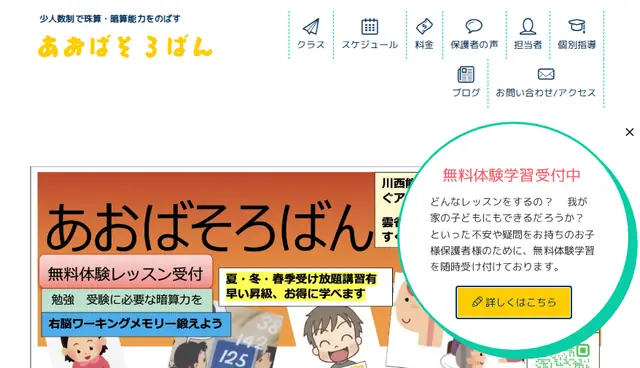 少人数制で珠算・暗算能力をのばす
あおばそろばん
クラス
スケジュール
料金
保護者の声
担当者
個別指導
ブログ
お問い合わせ/アクセス
×
無料体験学習受付中
どんなレッスンをするの？ 我が
家の子どもにもできるだろうか？
といった不安や疑問をお持ちのお子
様保護者様のために、無料体験学習
を随時受け付けております。
詳しくはこちら
川西能
ぐア
雲谷
すぐ
あおばそろばん
無料体験レッスン受付
夏・冬・春季受け放題講習有
早い昇級、お得に学べます
勉強 受験に必要な暗算力を
右脳ワーキングメモリー鍛えよう
38
142
125